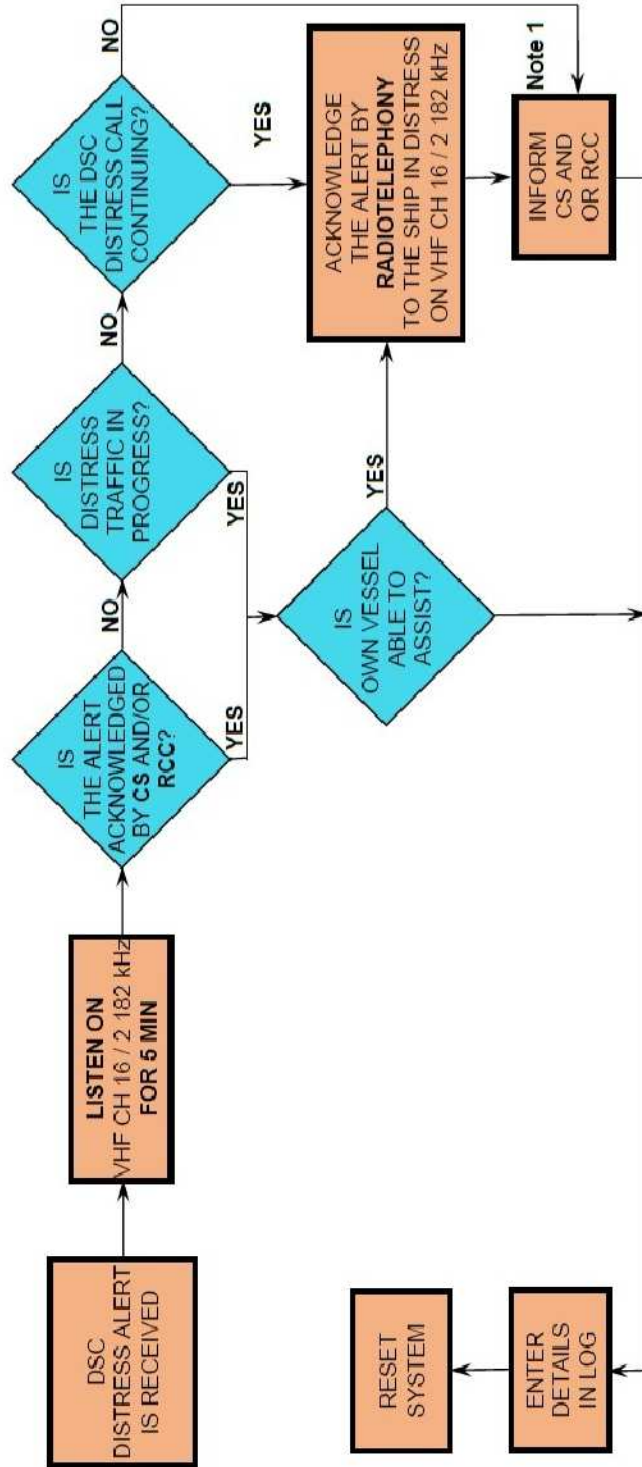 DSC
DISTRESS ALERT
IS RECEIVED
LISTEN ON
VHF CH 16 / 2 182 kHz
FOR 5 MIN
IS
THE ALERT
ACKNOWLEDGED
BY CS AND/OR
RCC?
NO
YES
IS
DISTRESS
TRAFFIC IN
PROGRESS?
NO
YES
IS
THE DSC
DISTRESS CALL
CONTINUING?
NO
YES
IS
OWN VESSEL
ABLE TO
ASSIST?
YES
ACKNOWLEDGE
THE ALERT BY
RADIOTELEPHONY
TO THE SHIP IN DISTRESS
ON VHF CH 16 / 2 182 kHz
Note 1
INFORM
CS AND
OR RCC
RESET
SYSTEM
ENTER
DETAILS
IN LOG